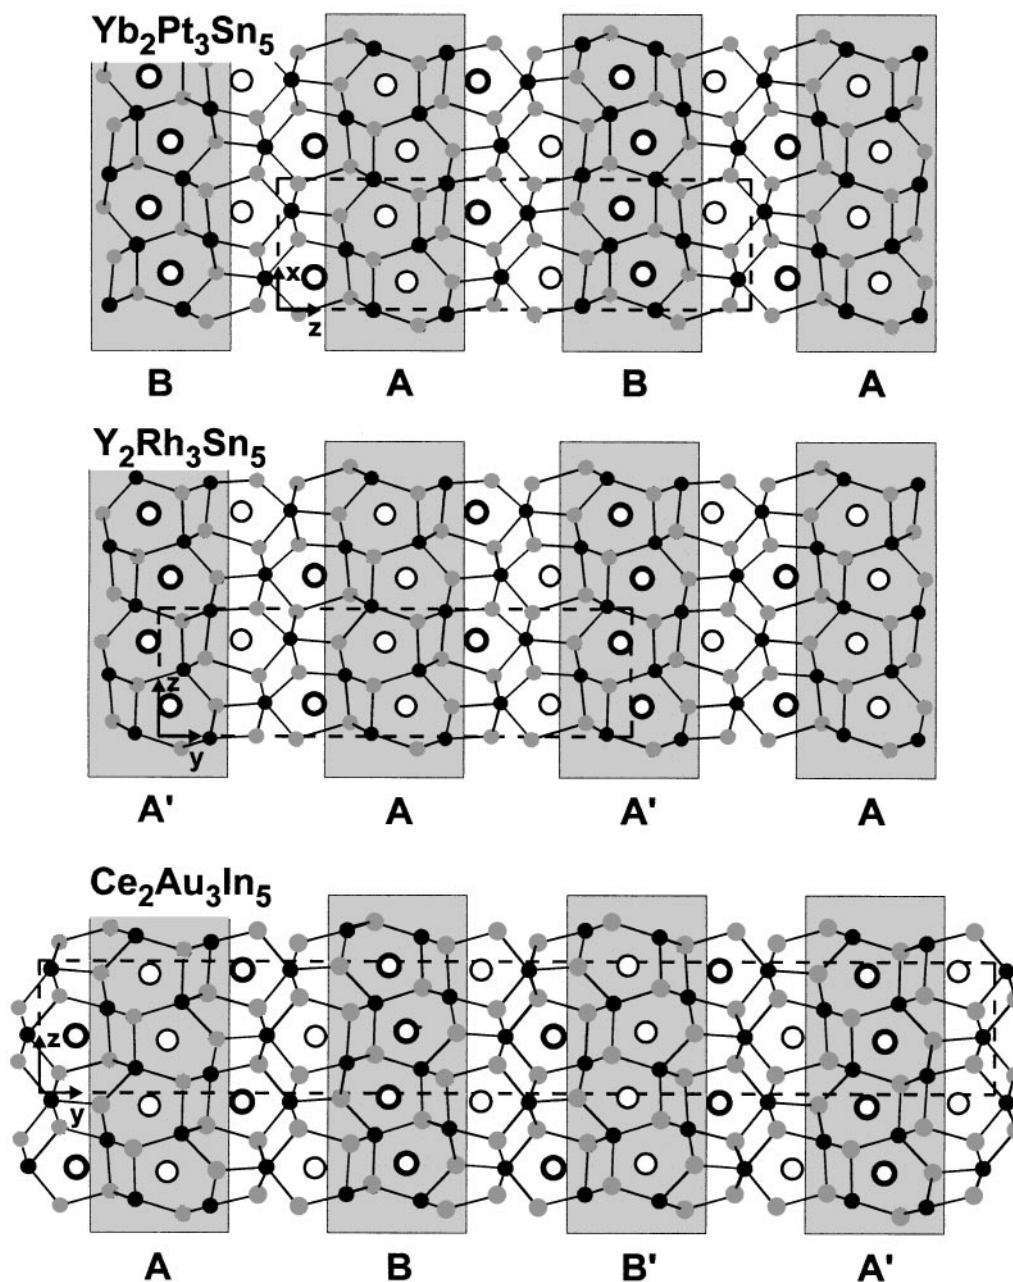 Yb₂Pt₃Sn₅
x
z
B A B A
Y₂Rh₃Sn₅
z
y
A' A A' A
Ce₂Au₃In₅
z
y
A B B' A'